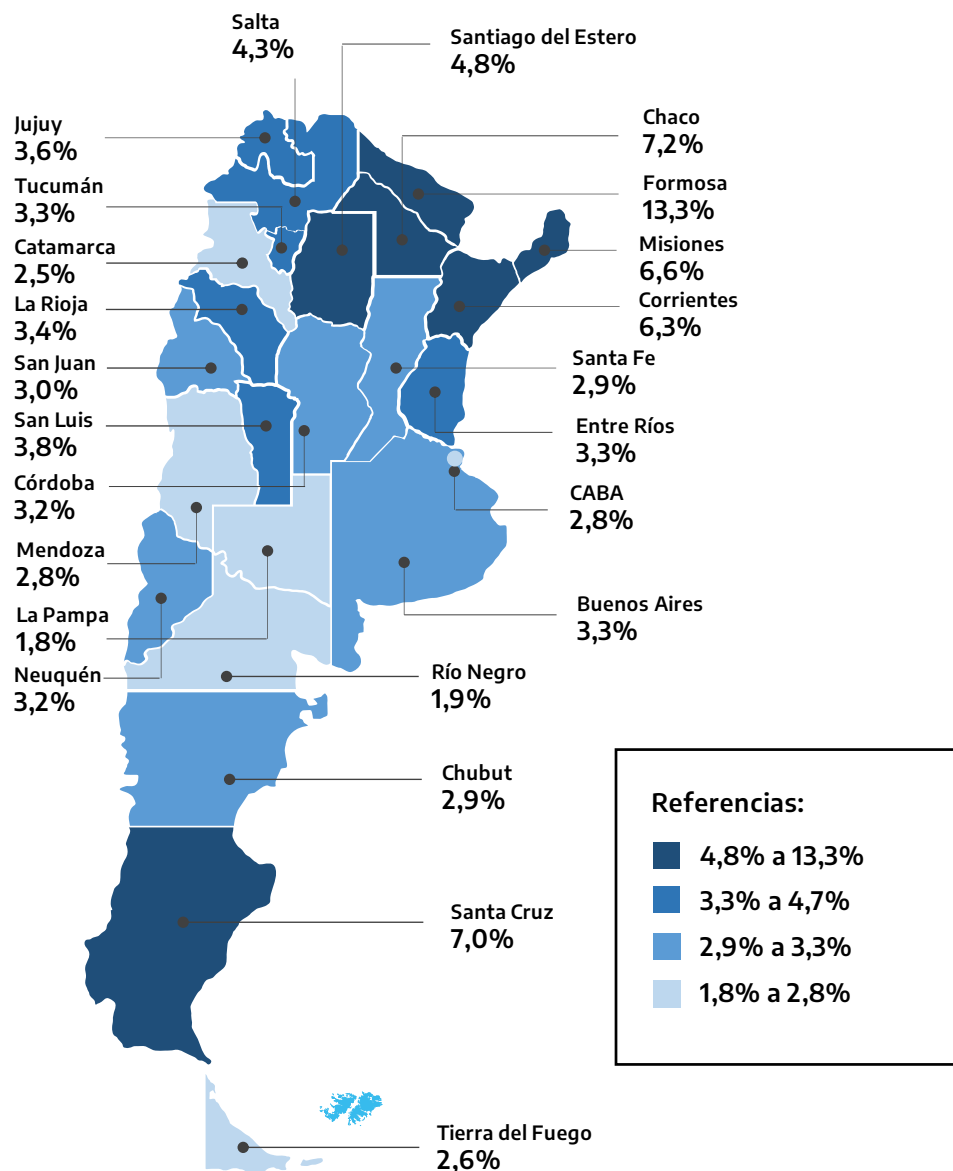 Salta
4,3%
Santiago del Estero
4,8%
Jujuy
3,6%
Tucumán
3,3%
Catamarca
2,5%
La Rioja
3,4%
San Juan
3,0%
San Luis
3,8%
Córdoba
3,2%
Mendoza
2,8%
La Pampa
1,8%
Neuquén
3,2%
Chaco
7,2%
Formosa
13,3%
Misiones
6,6%
Corrientes
6,3%
Santa Fe
2,9%
Entre Ríos
3,3%
CABA
2,8%
Buenos Aires
3,3%
Río Negro
1,9%
Chubut
2,9%
Santa Cruz
7,0%
Tierra del Fuego
2,6%
Referencias:
4,8% a 13,3%
3,3% a 4,7%
2,9% a 3,3%
1,8% a 2,8%